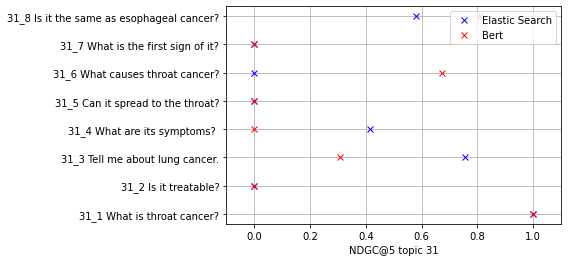 31_8 Is it the same as esophageal cancer?
31_7 What is the first sign of it?
31_6 What causes throat cancer?
31_5 Can it spread to the throat?
31_4 What are its symptoms?
31_3 Tell me about lung cancer.
31_2 Is it treatable?
31_1 What is throat cancer?
Elastic Search
Bert
0.0 0.2 0.4 0.6 0.8 1.0
NDGC@5 topic 31